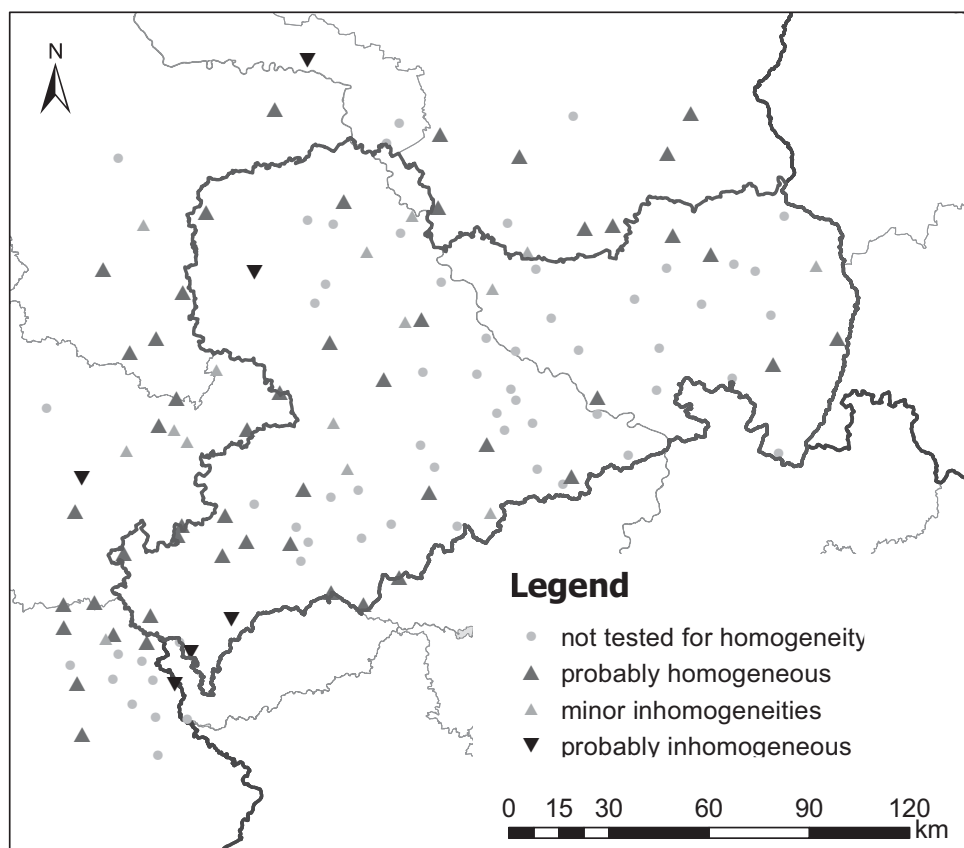 N
Legend
not tested for homogeneity
probably homogeneous
minor inhomogeneities
probably inhomogeneous
0 15 30 60 90 120
km